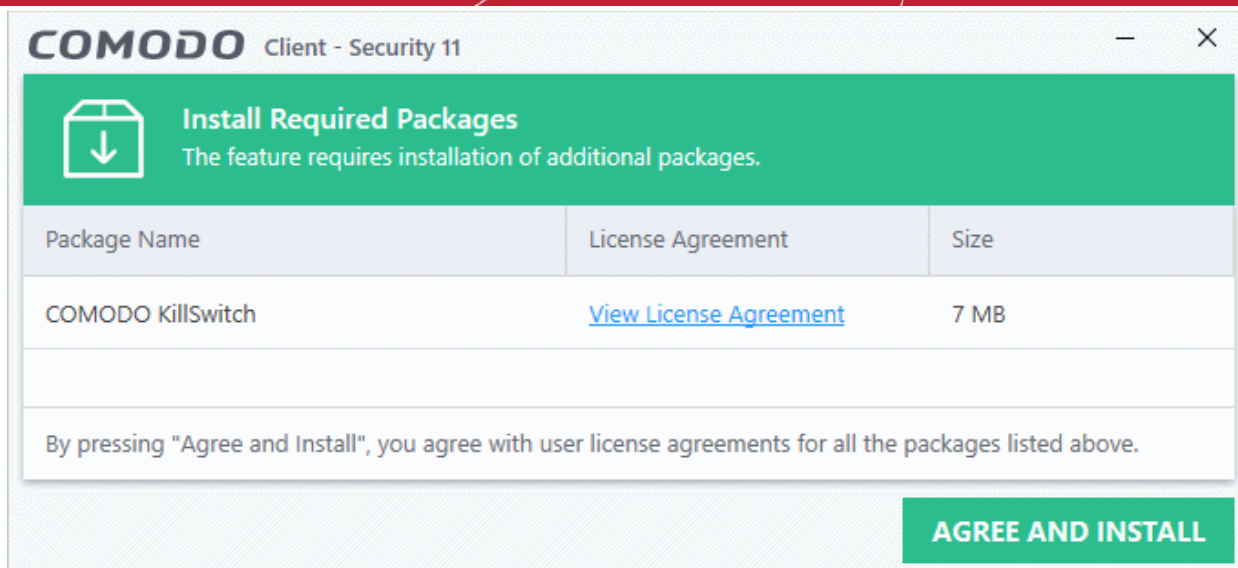 COMODO Client - Security 11
Install Required Packages
The feature requires installation of additional packages.
Package Name License Agreement Size
COMODO KillSwitch View License Agreement 7 MB
By pressing "Agree and Install", you agree with user license agreements for all the packages listed above.
AGREE AND INSTALL